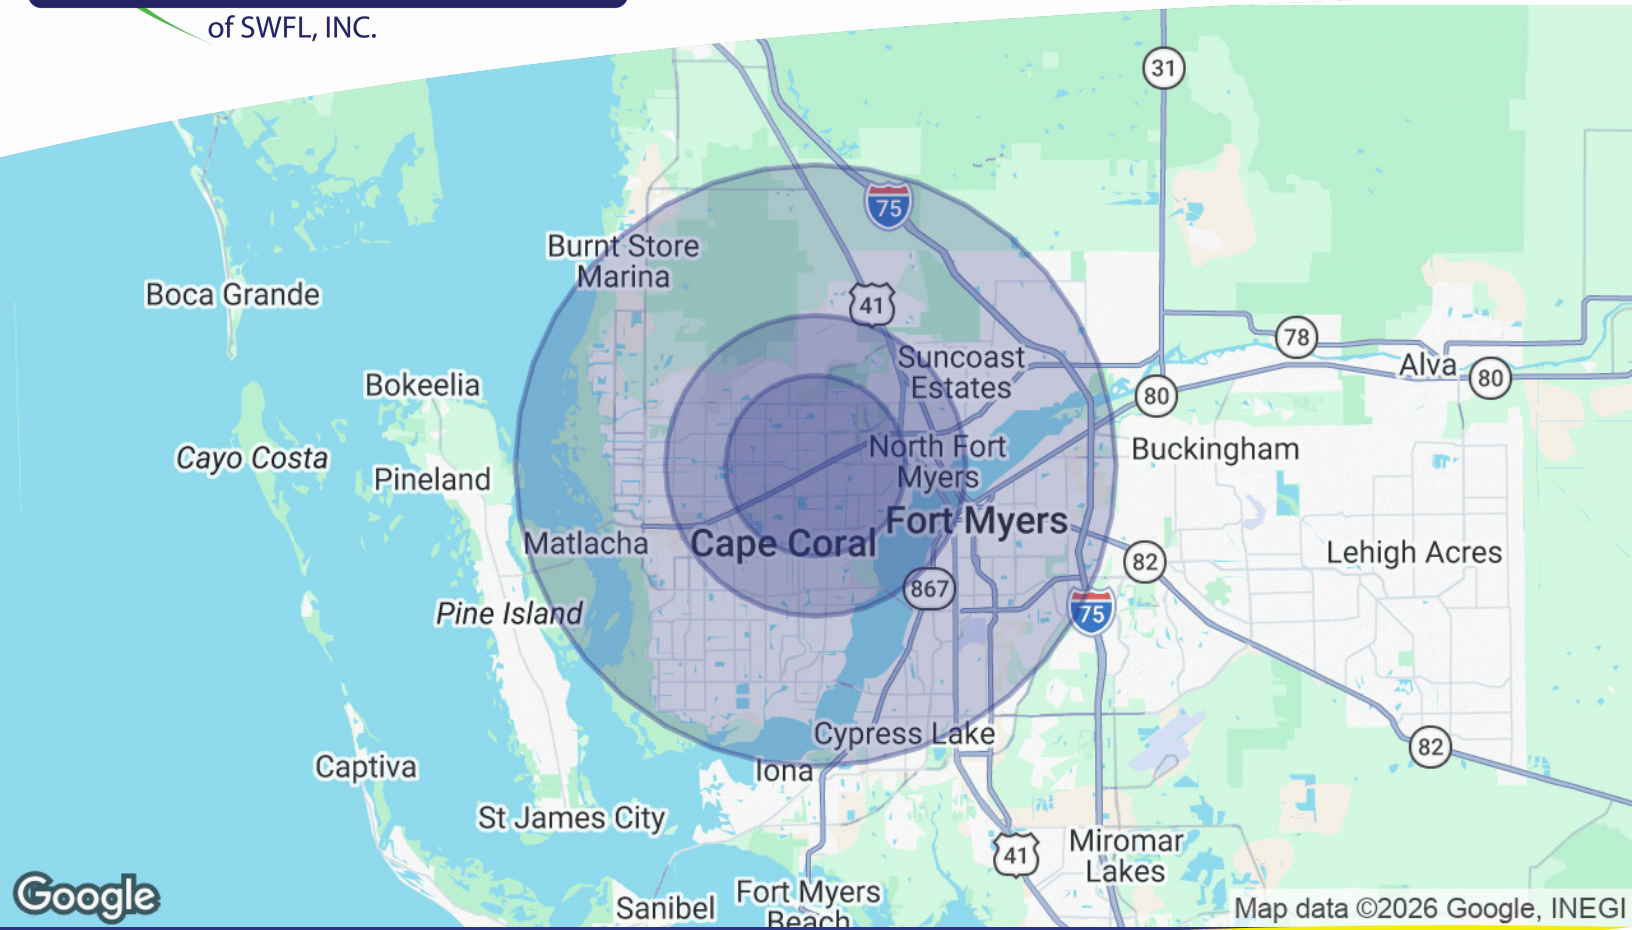 of SWFL, INC.
31
75
Burnt Store
Marina
Boca Grande
41
78
Suncoast
Estates
Alva
80
Bokeelia
80
North Fort
Myers
Buckingham
Cayo Costa
Pineland
Fort Myers
Matlacha
Cape Coral
Lehigh Acres
82
867
75
Pine Island
Cypress Lake
82
Captiva
Iona
St James City
41
Miromar
Lakes
Google
Fort Myers
Beach
Sanibel
Map data ©2026 Google, INEGI